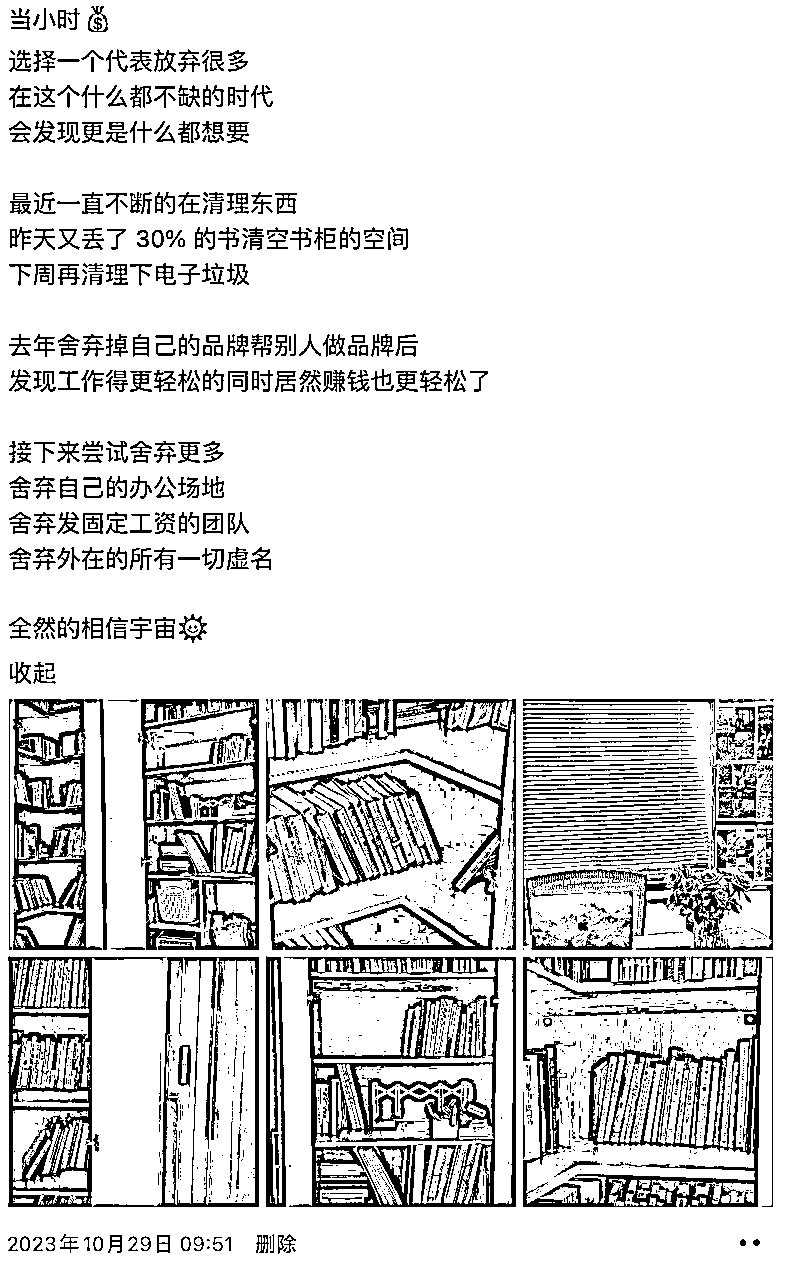 当小时💰
选择一个代表放弃很多
在这个什么都不缺的时代
会发现更是什么都想要
最近一直不断的在清理东西
昨天又丢了 30% 的书清空书柜的空间
下周再清理下电子垃圾
去年舍弃掉自己的品牌帮别人做品牌后
发现工作得更轻松的同时居然赚钱也更轻松了
接下来尝试舍弃更多
舍弃自己的办公场地
舍弃发固定工资的团队
舍弃外在的所有一切虚名
全然的相信宇宙🌞
收起
2023年10月29日 09:51 删除